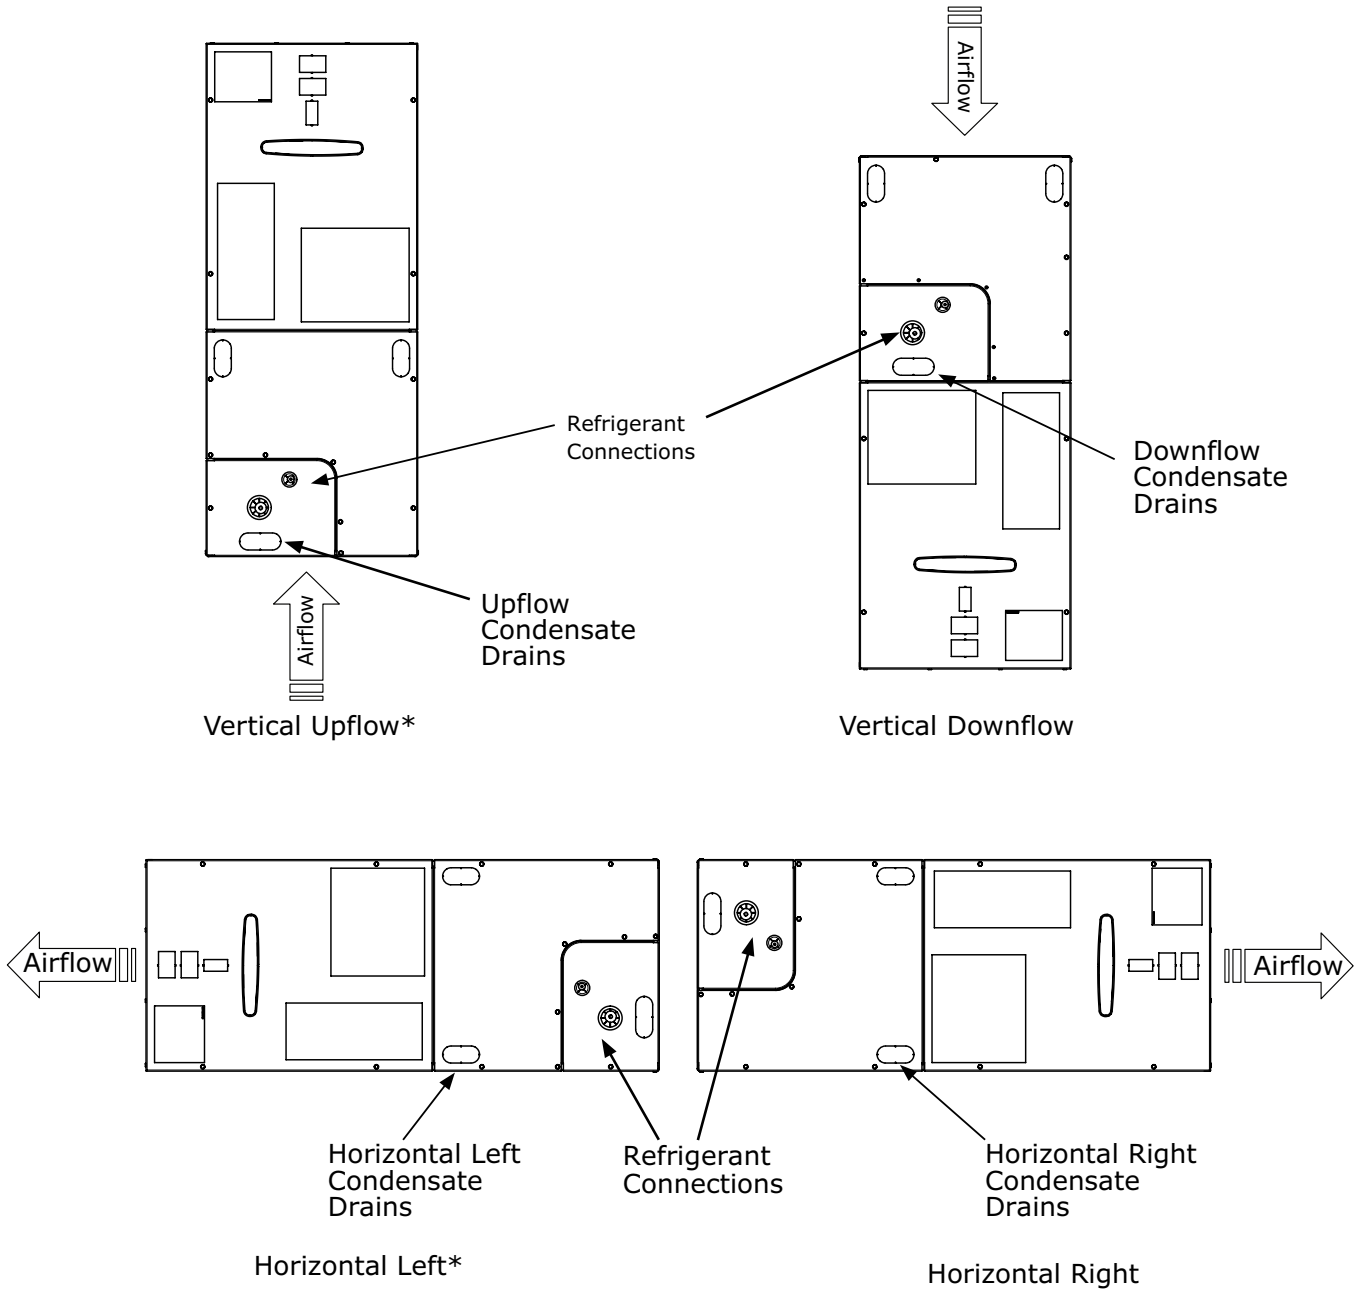 Airflow
Refrigerant
Connections
Downflow
Condensate
Drains
Upflow
Condensate
Drains
Airflow
Vertical Upflow*
Vertical Downflow
Airflow
Airflow
Horizontal Left
Condensate
Drains
Refrigerant
Connections
Horizontal Right
Condensate
Drains
Horizontal Left*
Horizontal Right